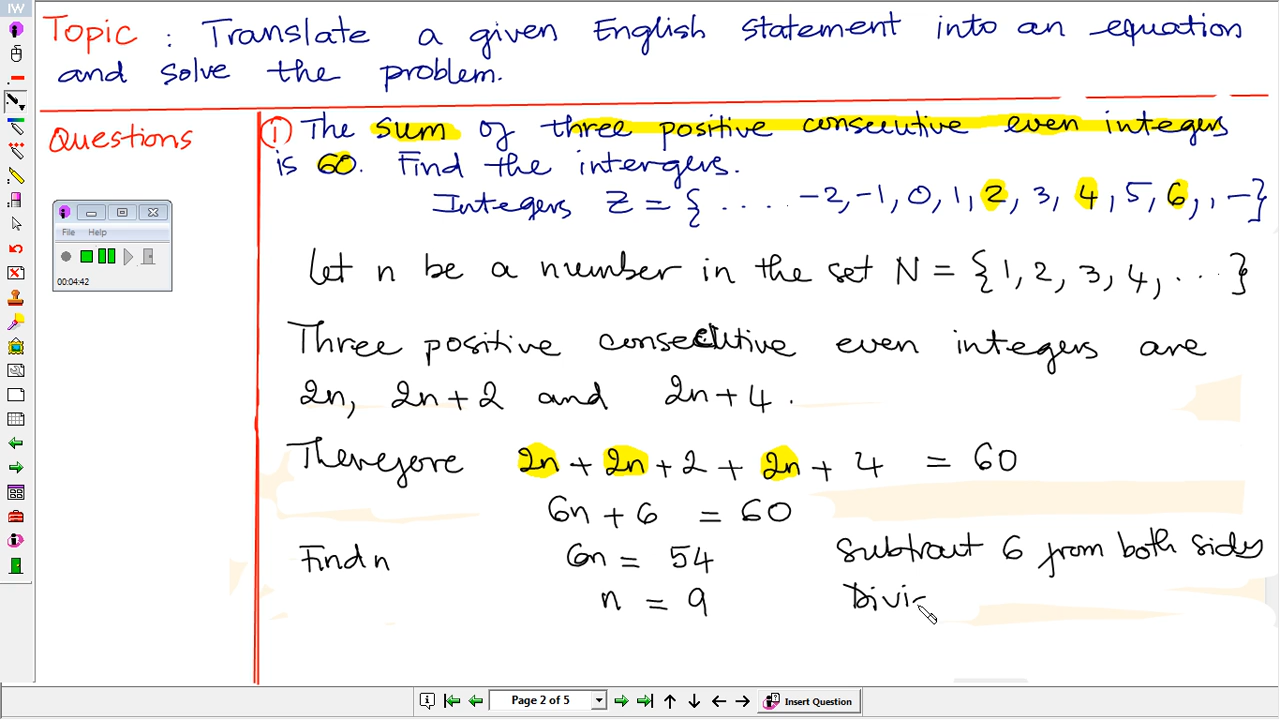 IW
Topic : Translate a given English statement into an equation
and solve the problem.
Questions
① The sum of three positive consecutive even integers
is 60. Find the intergers.
Integers Z = { .... -2, -1, 0, 1, 2, 3, 4, 5, 6, , – }
File Help
00:04:42
Let n be a number in the set N = {1, 2, 3, 4, ... }
Three positive consecutive even integers are
2n, 2n + 2 and 2n + 4 .
Therefore 2n + 2n + 2 + 2n + 4 = 60
6n + 6 = 60
Find n 6n = 54 Subtract 6 from both sides
n = 9 Divi
Page 2 of 5 Insert Question